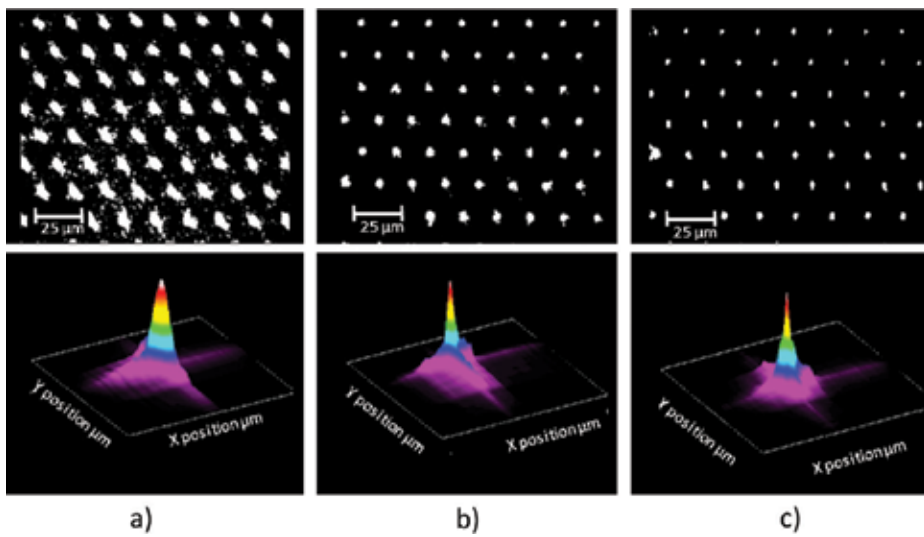 25 µm
25 µm
25 µm
Y position µm
X position µm
Y position µm
X position µm
Y position µm
X position µm
a)
b)
c)